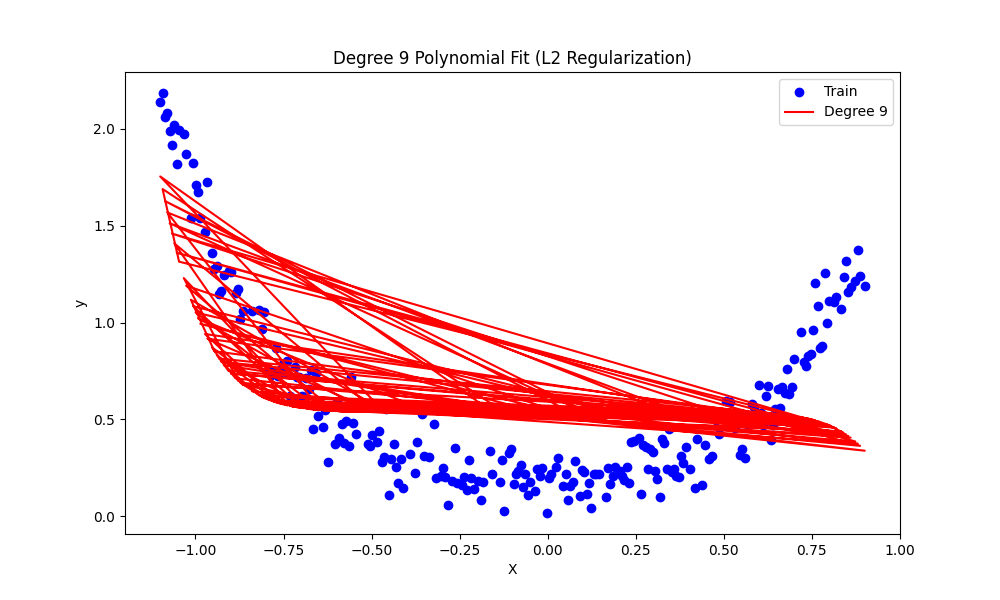 Degree 9 Polynomial Fit (L2 Regularization)
Train
Degree 9
2.0
1.5
1.0
0.5
0.0
y
−1.00 −0.75 −0.50 −0.25 0.00 0.25 0.50 0.75 1.00
X